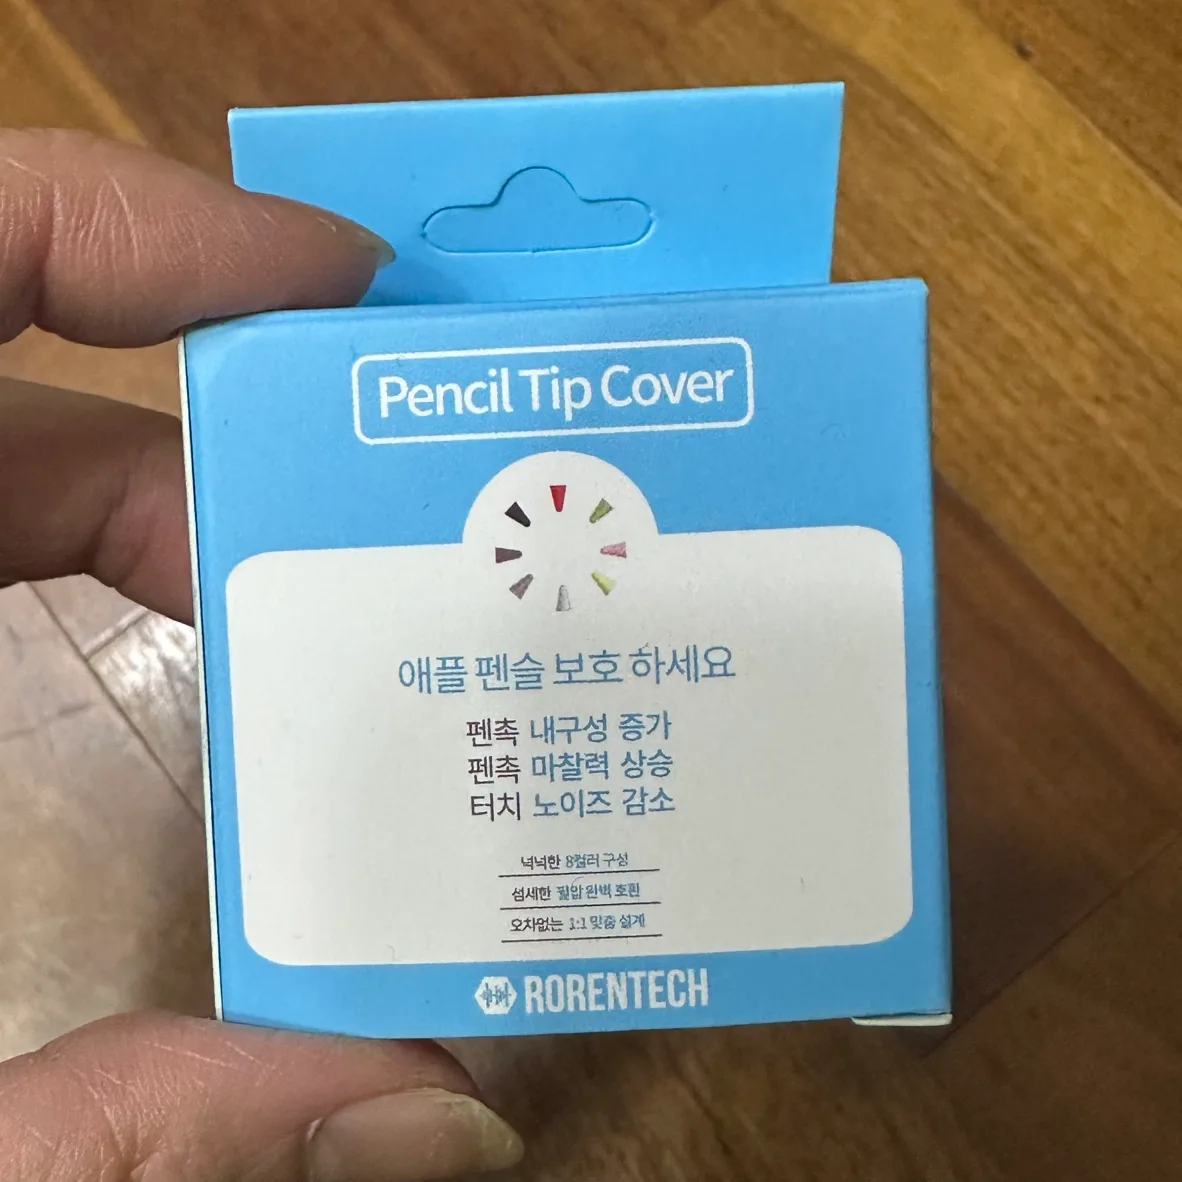 Pencil Tip Cover
애플 펜슬 보호 하세요
펜촉 내구성 증가
펜촉 마찰력 상승
터치 노이즈 감소
넉넉한 8컬러 구성
섬세한 필압 완벽 호환
오차없는 1:1 맞춤 설계
RORENTECH